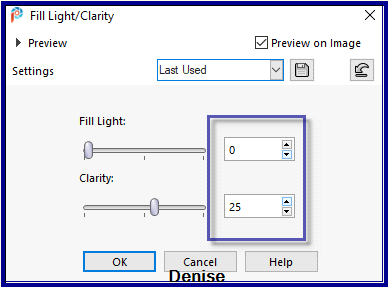 Fill Light/Clarity
Preview
Preview on Image
Settings
Last Used
Fill Light:
0
Clarity:
25
OK Cancel Help
Denise